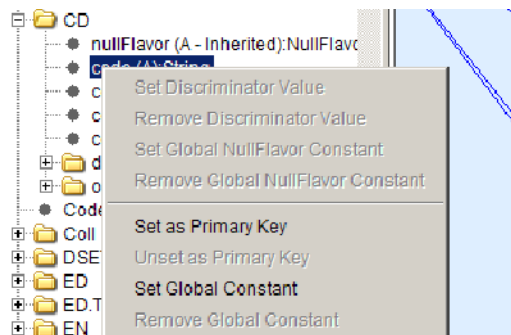 CD
nullFlavor (A - Inherited):NullFlavo
code (A):String
c
Set Discriminator Value
c
Remove Discriminator Value
c
Set Global NullFlavor Constant
d
Remove Global NullFlavor Constant
o
Code
Coll
Set as Primary Key
DSE
Unset as Primary Key
ED
Set Global Constant
ED.T
Remove Global Constant
EN